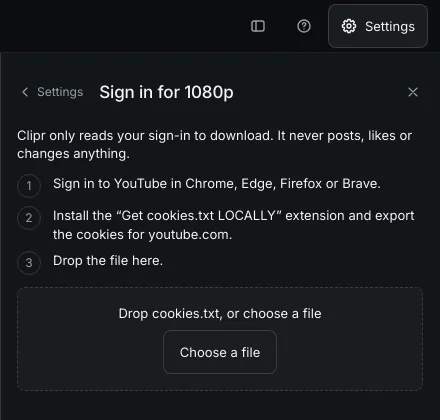 Settings
Settings
Sign in for 1080p
Clipr only reads your sign-in to download. It never posts, likes or
changes anything.
1 Sign in to YouTube in Chrome, Edge, Firefox or Brave.
2 Install the “Get cookies.txt LOCALLY” extension and export
the cookies for youtube.com.
3 Drop the file here.
Drop cookies.txt, or choose a file
Choose a file